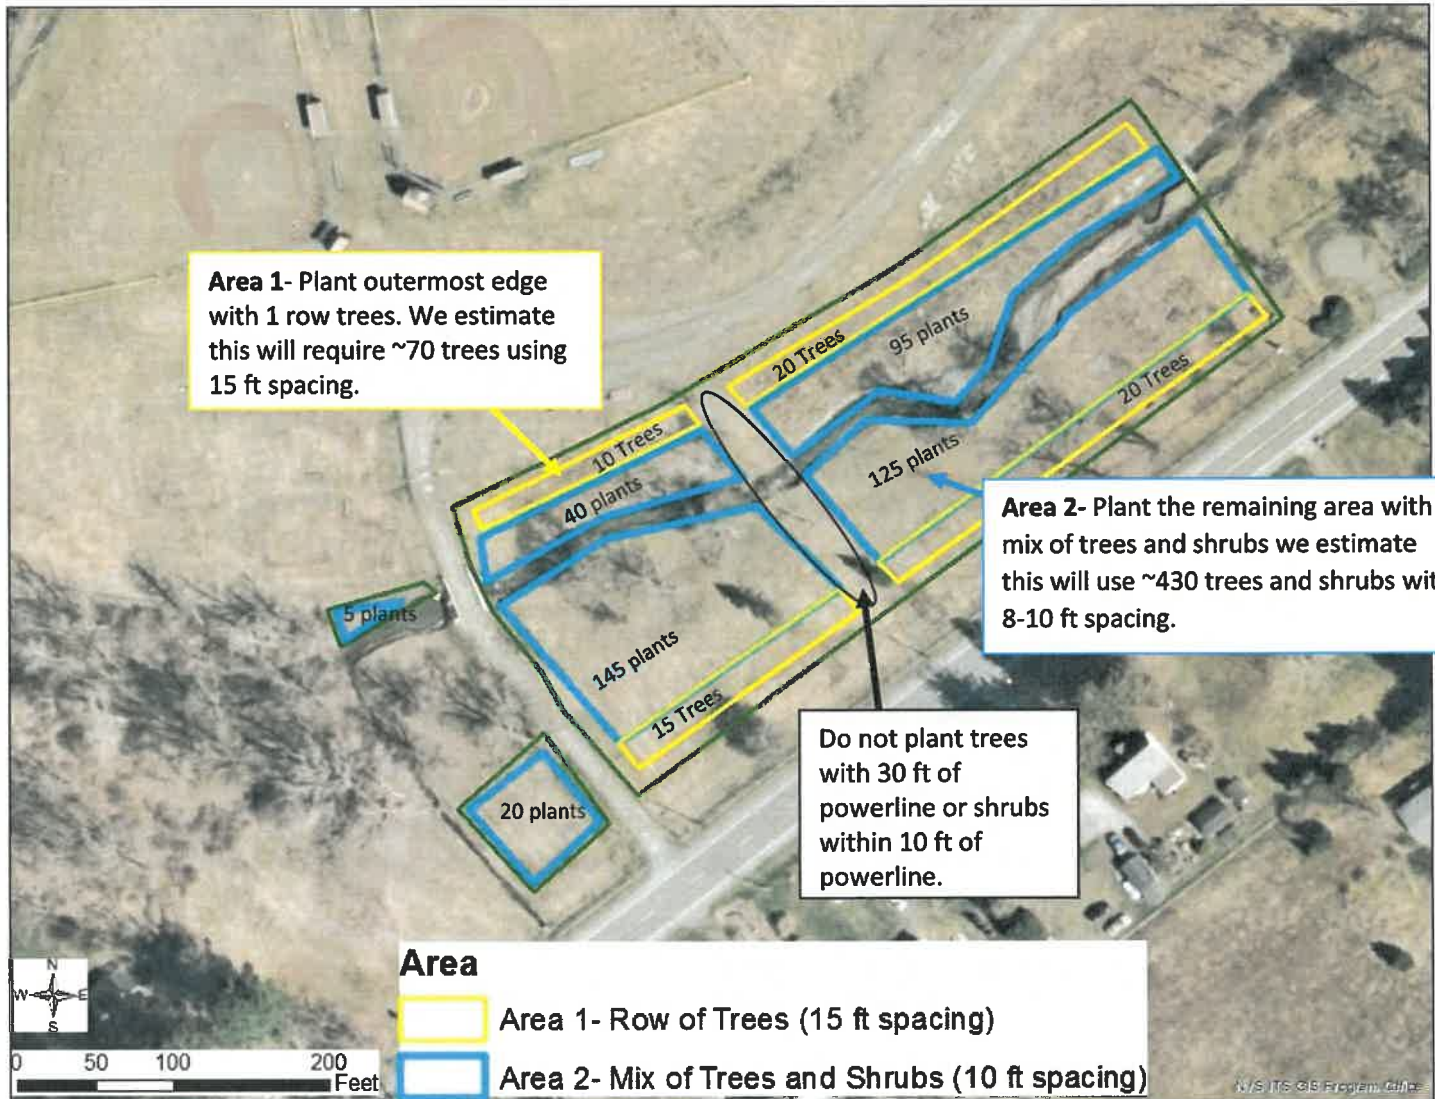 Area 1- Plant outermost edge
with 1 row trees. We estimate
this will require ~70 trees using
15 ft spacing.
20 Trees
95 plants
20 Trees
10 Trees
40 plants
125 plants
Area 2- Plant the remaining area with
mix of trees and shrubs we estimate
this will use ~430 trees and shrubs wit
8-10 ft spacing.
5 plants
145 plants
15 Trees
20 plants
Do not plant trees
with 30 ft of
powerline or shrubs
within 10 ft of
powerline.
Area
Area 1- Row of Trees (15 ft spacing)
Area 2- Mix of Trees and Shrubs (10 ft spacing)
N
W E
S
0 50 100 200
Feet
NYS ITS GIS Program Office